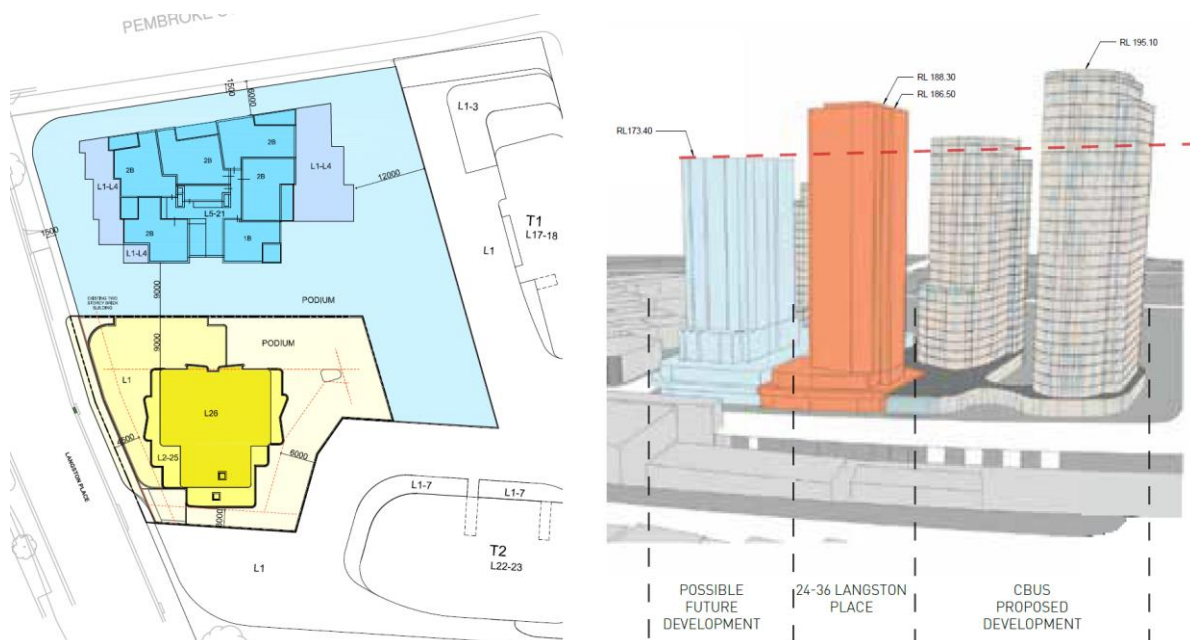 PEMBROKE
1500
6000
L1-3
2B
2B
L1-L4
2B
2B
L1-L4
12000
L5-21
T1
L17-18
2B
1B
1500
L1-L4
L1
9000
EXISTING TWO
STOREY BRICK
BUILDING
PODIUM
9000
PODIUM
L1
L26
4500
L2-25
6000
LANGSTON PLACE
L1-7
L1-7
T2
L22-23
L1
RL 195.10
RL 188.30
RL 186.50
RL173.40
POSSIBLE
FUTURE
DEVELOPMENT
24-36 LANGSTON
PLACE
CBUS
PROPOSED
DEVELOPMENT